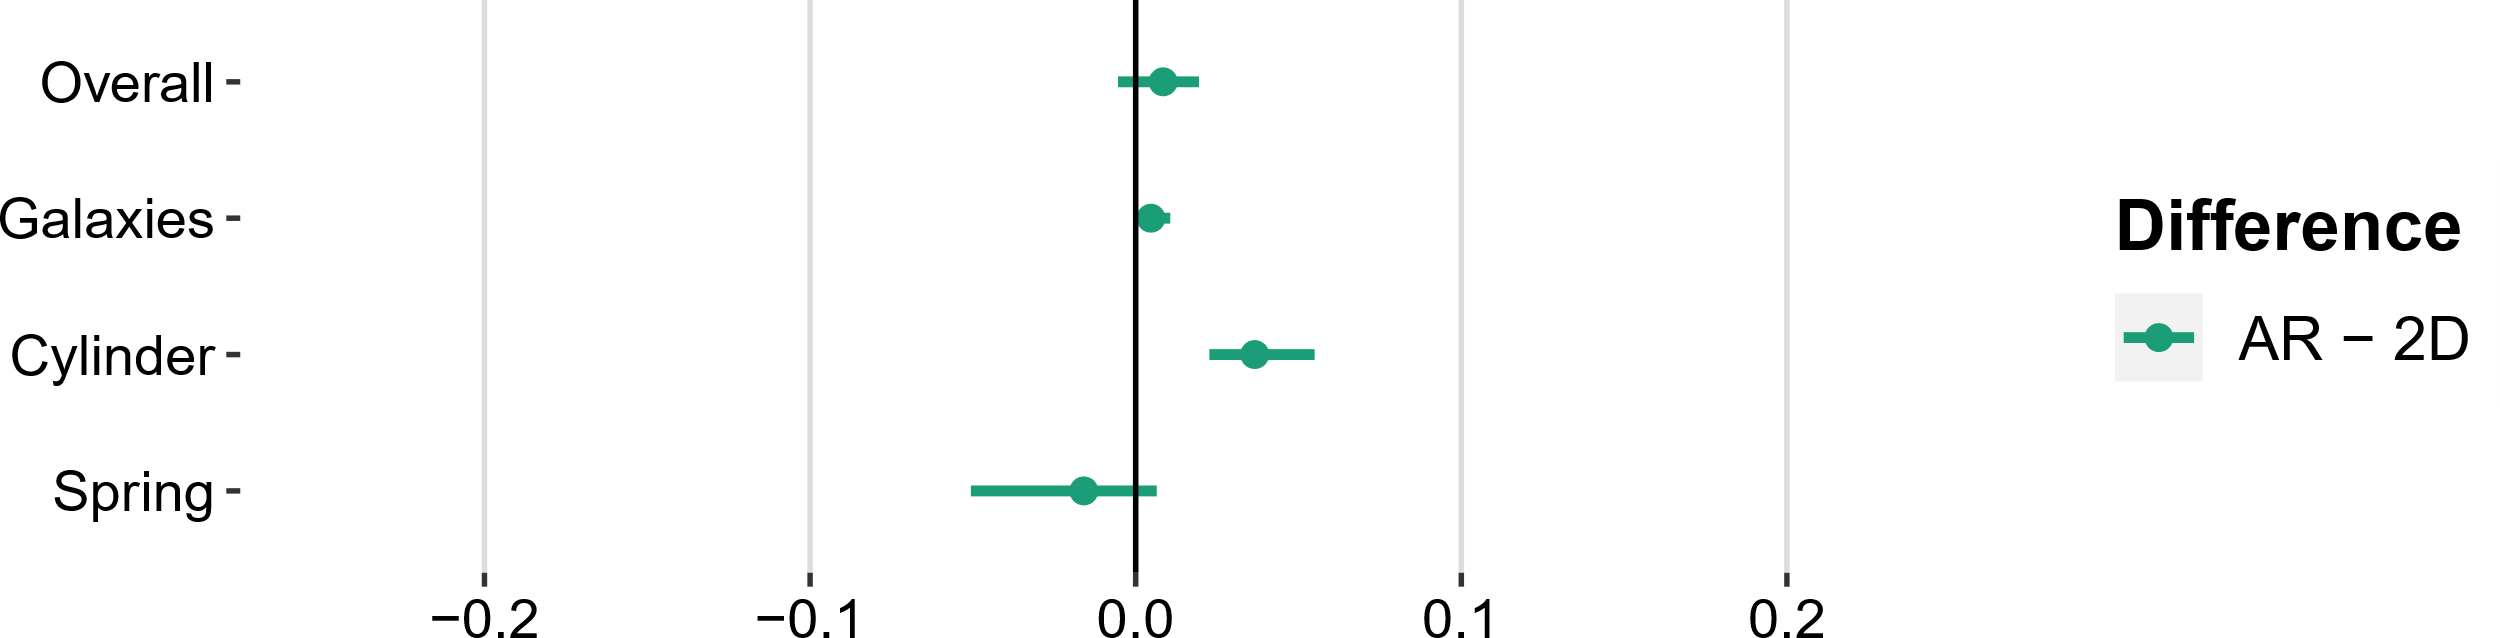 Overall
Galaxies
Cylinder
Spring
−0.2 −0.1 0.0 0.1 0.2
Difference
AR − 2D